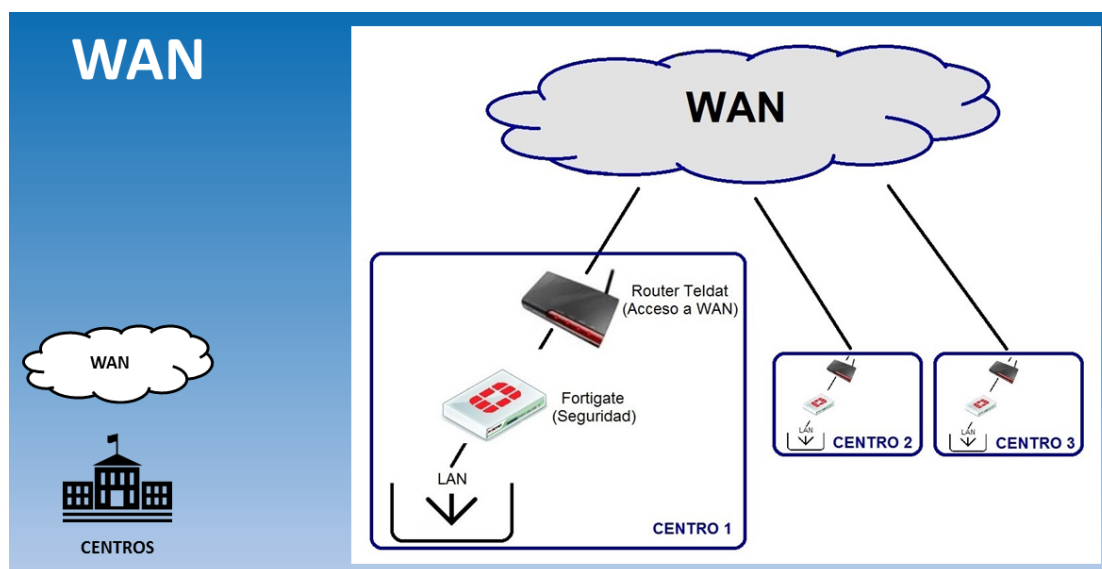 WAN
WAN
Router Teldat
(Acceso a WAN)
Fortigate
(Seguridad)
LAN
CENTRO 1
LAN
CENTRO 2
LAN
CENTRO 3
WAN
CENTROS